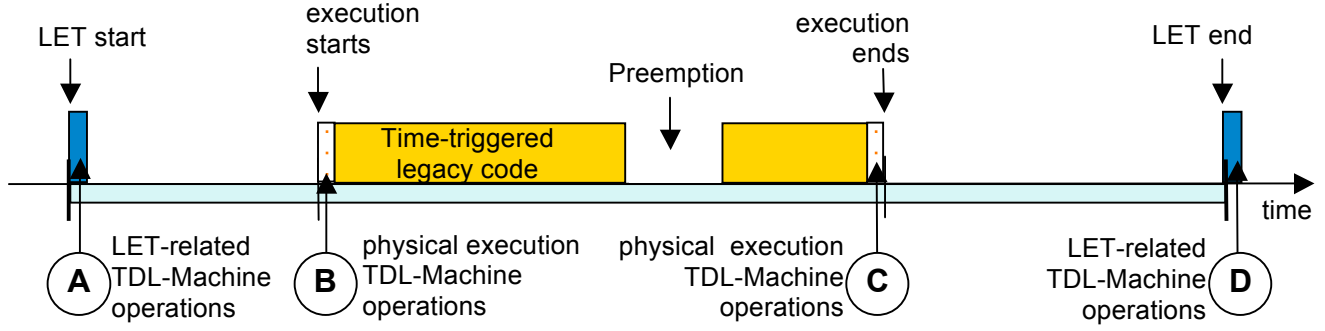 LET start
execution
starts
Preemption
execution
ends
LET end
Time-triggered
legacy code
time
A
LET-related
TDL-Machine
operations
B
physical execution
TDL-Machine
operations
physical execution
TDL-Machine
operations
C
LET-related
TDL-Machine
operations
D